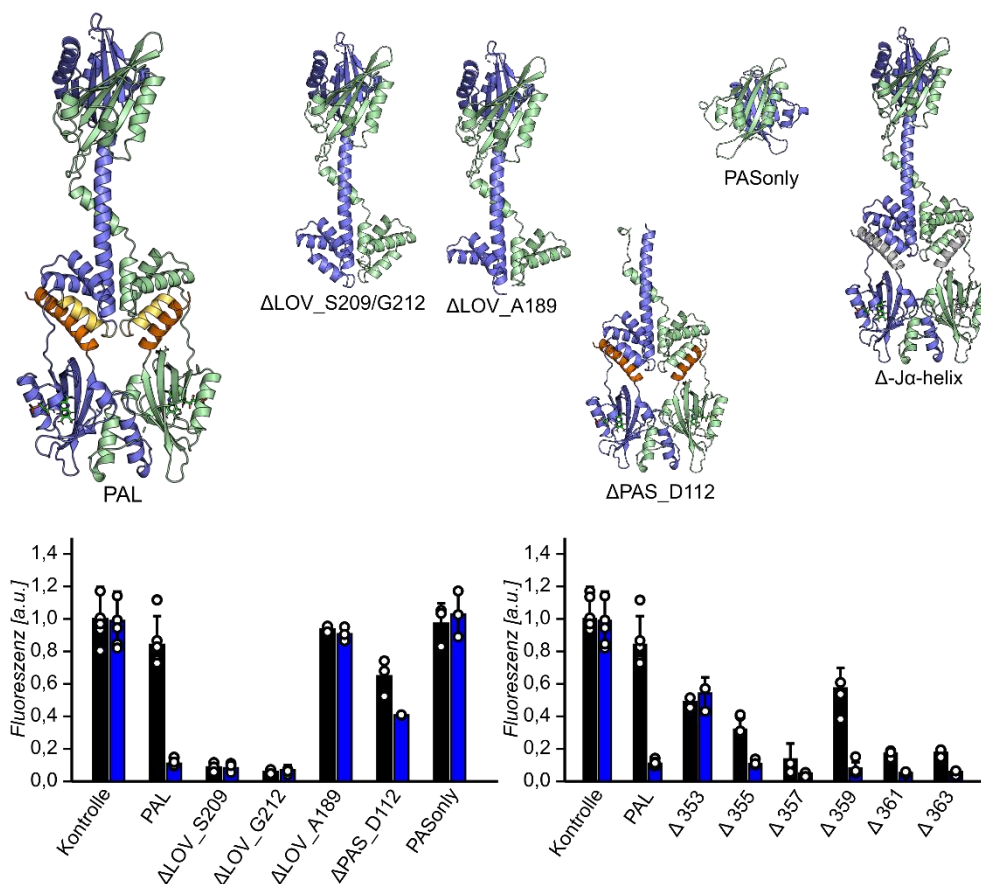 PASonly
ΔLOV_S209/G212
ΔLOV_A189
Δ-Jα-helix
PAL
ΔPAS_D112
Fluoreszenz [a.u.]
1,4
1,2
1,0
0,8
0,6
0,4
0,2
0,0
Kontrolle
PAL
ΔLOV_S209
ΔLOV_G212
ΔLOV_A189
ΔPAS_D112
PASonly
Fluoreszenz [a.u.]
1,4
1,2
1,0
0,8
0,6
0,4
0,2
0,0
Kontrolle
PAL
Δ 353
Δ 355
Δ 357
Δ 359
Δ 361
Δ 363